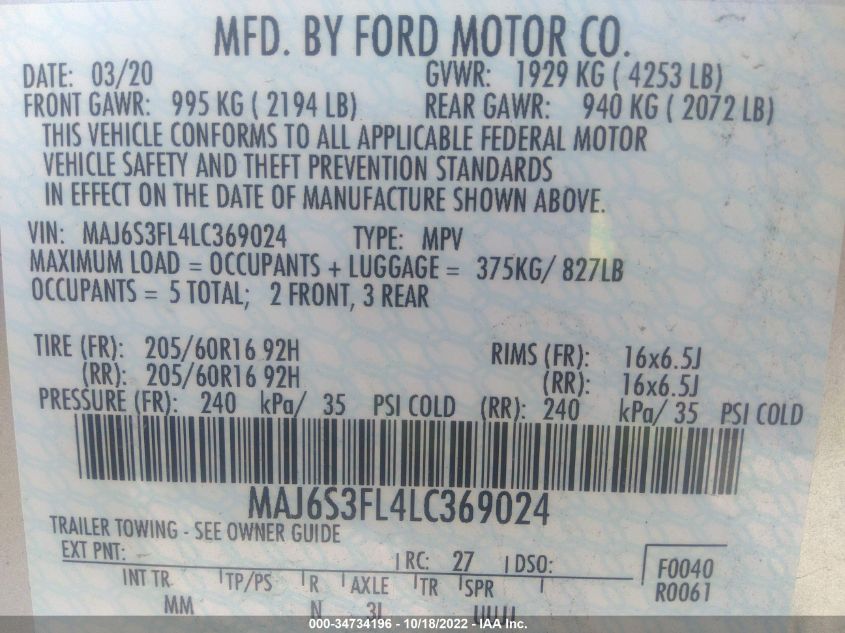 MFD. BY FORD MOTOR CO.
DATE: 03/20 GVWR: 1929 KG ( 4253 LB)
FRONT GAWR: 995 KG ( 2194 LB) REAR GAWR: 940 KG ( 2072 LB)
THIS VEHICLE CONFORMS TO ALL APPLICABLE FEDERAL MOTOR
VEHICLE SAFETY AND THEFT PREVENTION STANDARDS
IN EFFECT ON THE DATE OF MANUFACTURE SHOWN ABOVE.
VIN: MAJ6S3FL4LC369024 TYPE: MPV
MAXIMUM LOAD = OCCUPANTS + LUGGAGE = 375KG/ 827LB
OCCUPANTS = 5 TOTAL; 2 FRONT, 3 REAR
TIRE (FR): 205/60R16 92H RIMS (FR): 16x6.5J
(RR): 205/60R16 92H (RR): 16x6.5J
PRESSURE (FR): 240 kPa/ 35 PSI COLD (RR): 240 kPa/ 35 PSI COLD
MAJ6S3FL4LC369024
TRAILER TOWING - SEE OWNER GUIDE
EXT PNT: RC: 27 DSO: F0040
INT TR TP/PS R AXLE TR SPR R0061
MM N 3L UUUU
000-34734196 - 10/18/2022 - IAA Inc.